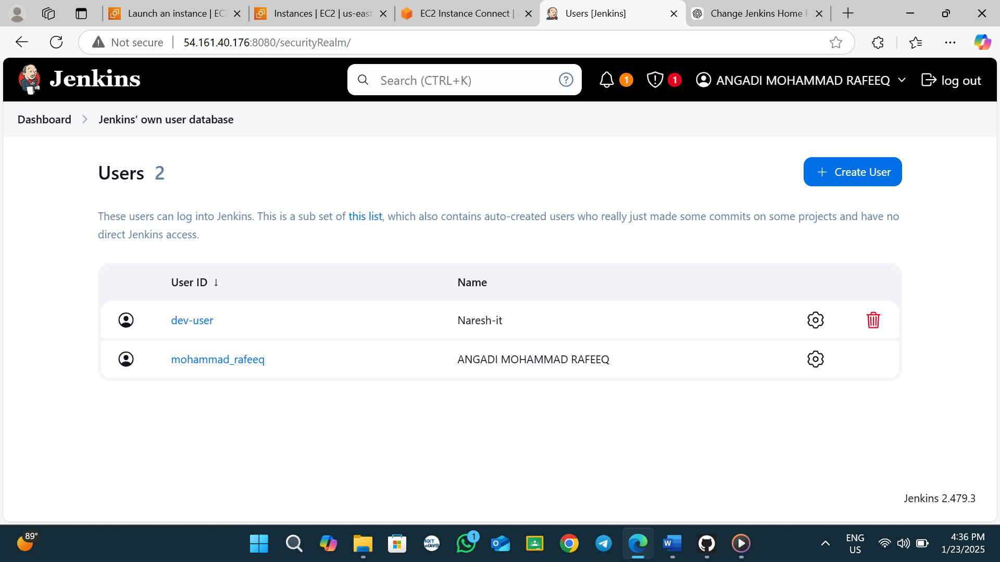 Launch an instance | EC2
Instances | EC2 | us-east
EC2 Instance Connect |
Users [Jenkins]
Change Jenkins Home P
Not secure
54.161.40.176:8080/securityRealm/
Jenkins
Search (CTRL+K)
?
1
1
ANGADI MOHAMMAD RAFEEQ
log out
Dashboard
Jenkins’ own user database
Users 2
+ Create User
These users can log into Jenkins. This is a sub set of this list, which also contains auto-created users who really just made some commits on some projects and have no
direct Jenkins access.
User ID ↓
Name
dev-user
Naresh-it
mohammad_rafeeq
ANGADI MOHAMMAD RAFEEQ
Jenkins 2.479.3
89°
NXT
WAVE
1
ENG
US
4:36 PM
1/23/2025